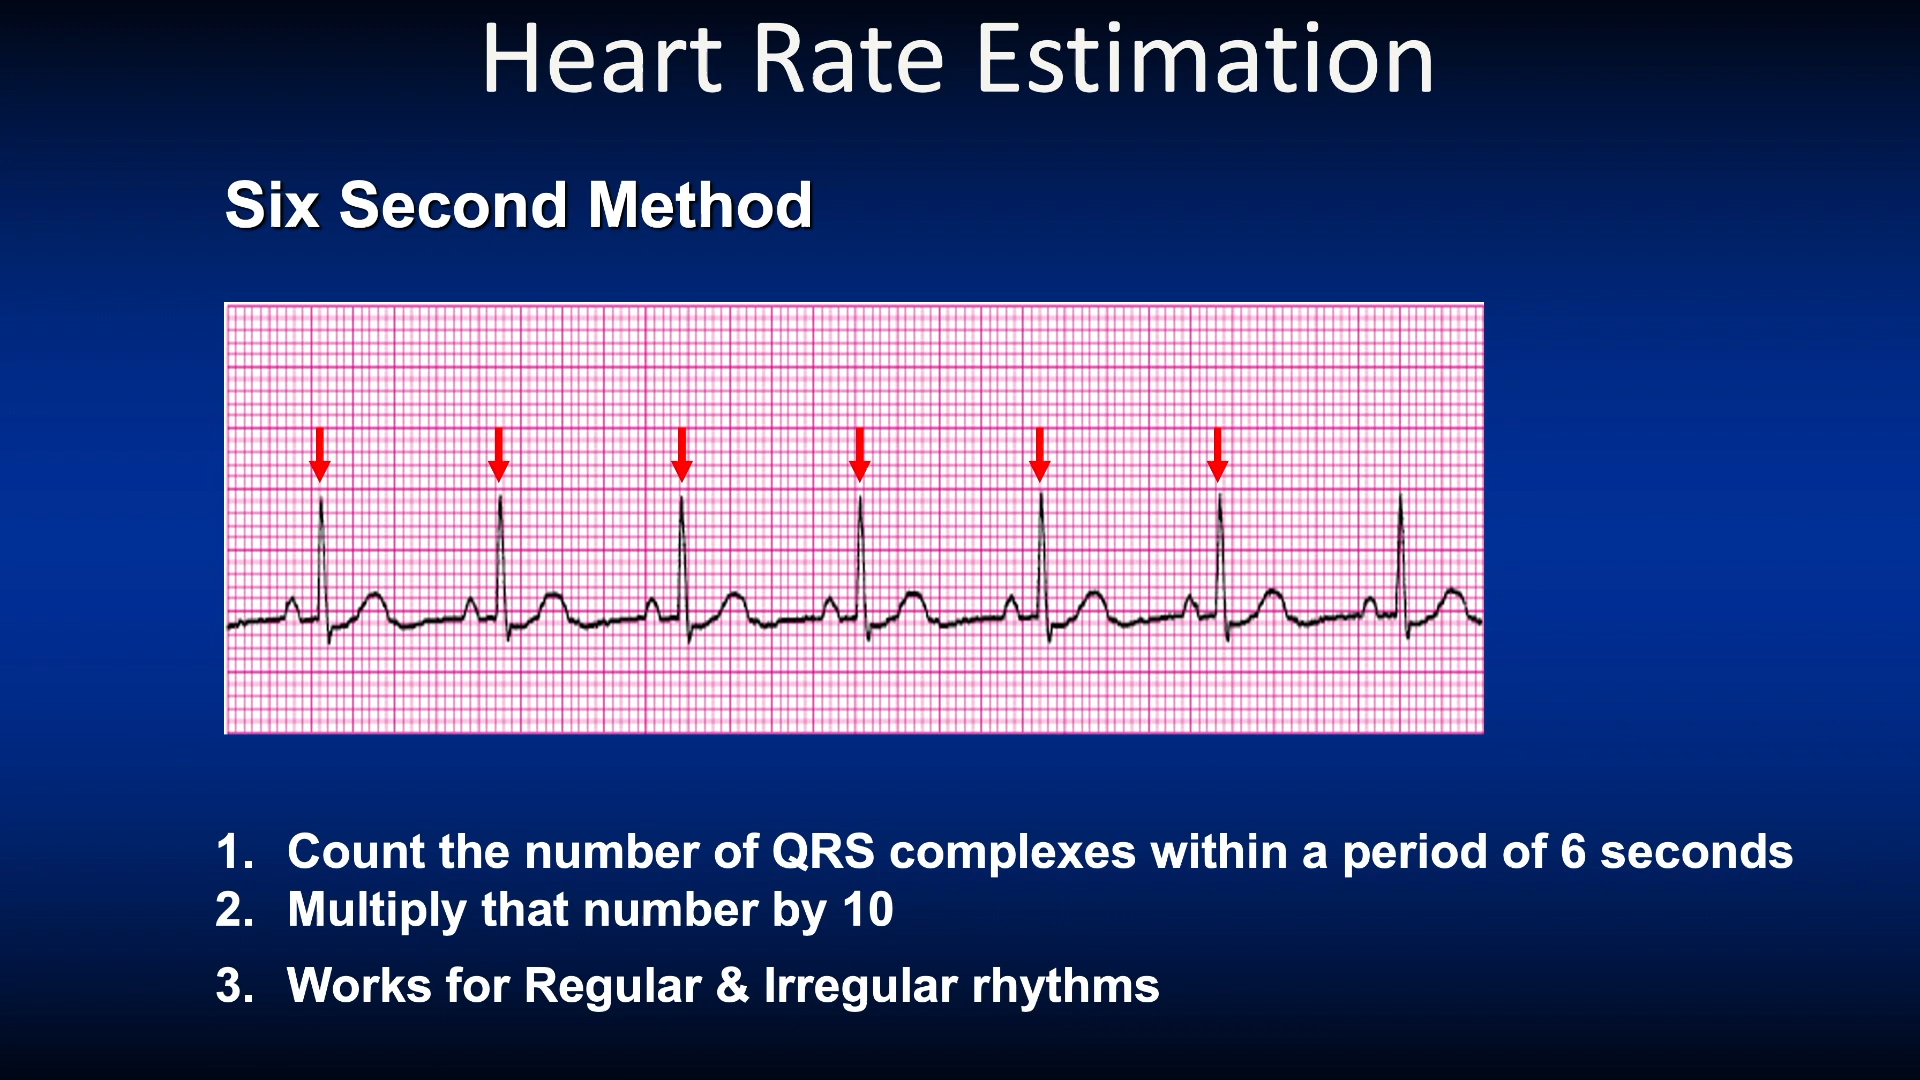 Heart Rate Estimation
Six Second Method
1. Count the number of QRS complexes within a period of 6 seconds
2. Multiply that number by 10
3. Works for Regular & Irregular rhythms